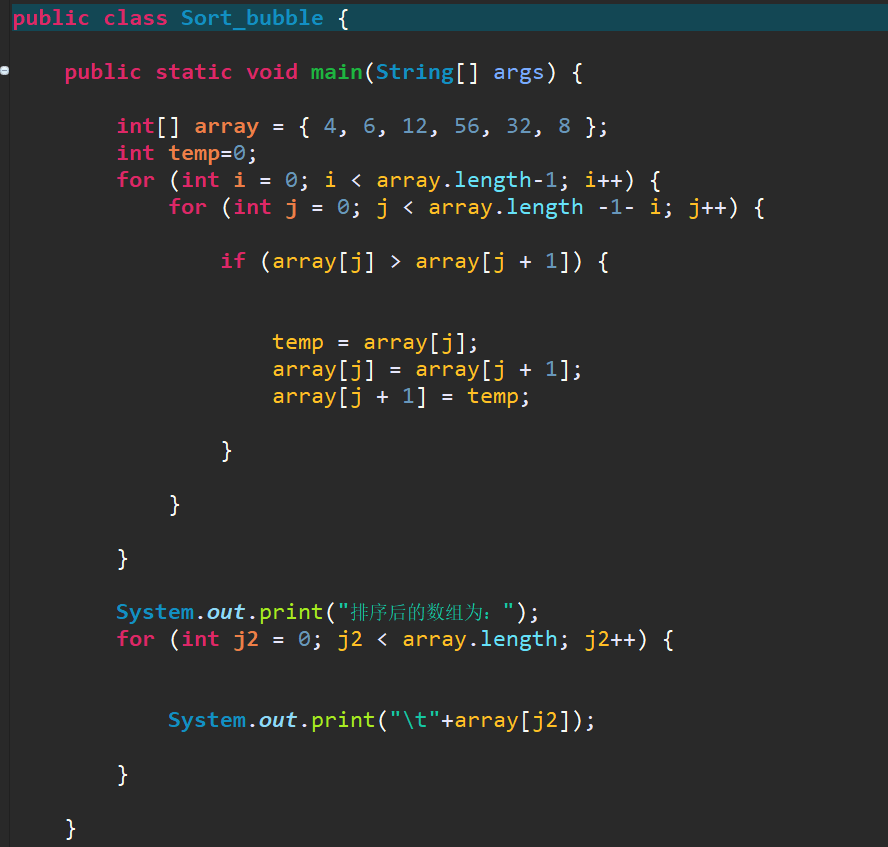 public class Sort_bubble {
public static void main(String[] args) {
int[] array = { 4, 6, 12, 56, 32, 8 };
int temp=0;
for (int i = 0; i < array.length-1; i++) {
for (int j = 0; j < array.length -1- i; j++) {
if (array[j] > array[j + 1]) {
temp = array[j];
array[j] = array[j + 1];
array[j + 1] = temp;
}
}
}
System.out.print("排序后的数组为：");
for (int j2 = 0; j2 < array.length; j2++) {
System.out.print("\t"+array[j2]);
}
}